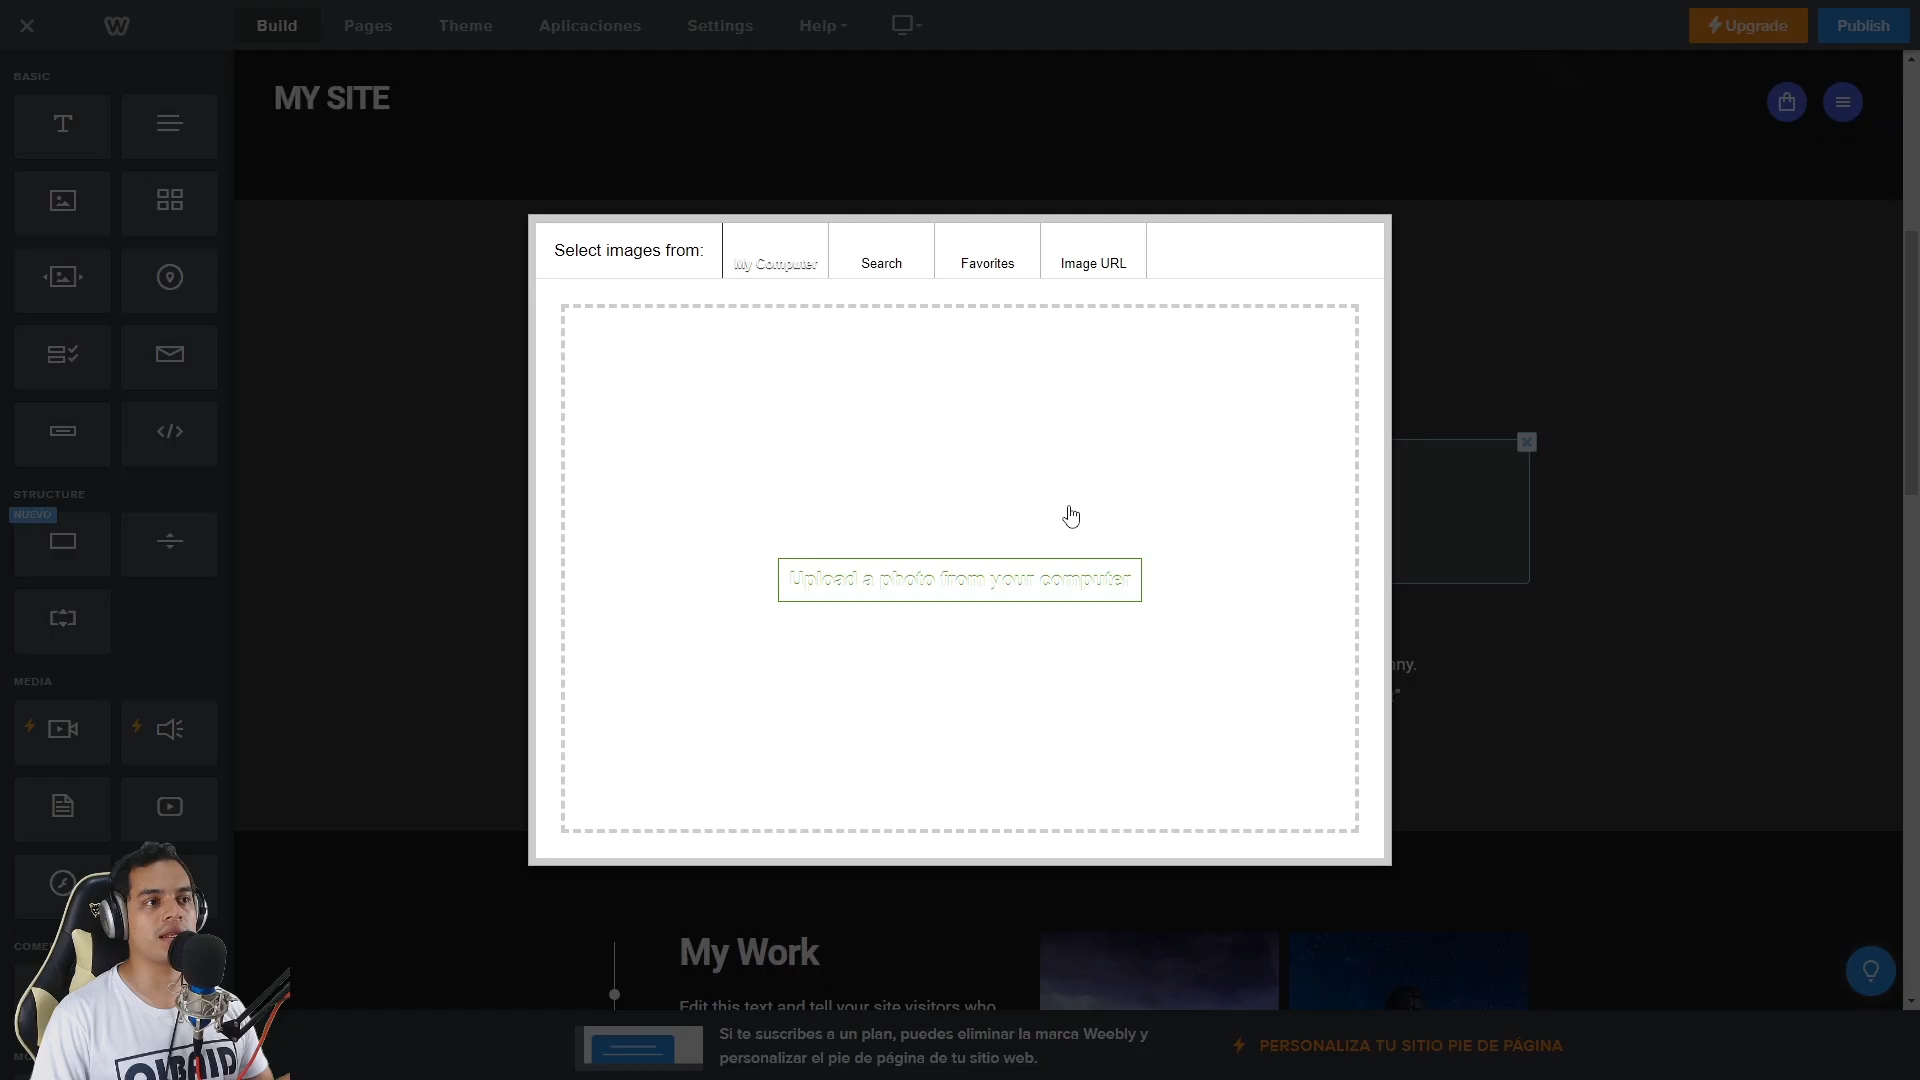 Build Pages Theme Aplicaciones Settings Help Upgrade Publish
BASIC
MY SITE
Select images from: My Computer Search Favorites Image URL
Upload a photo from your computer
STRUCTURE
NUEVO
any.
MEDIA
My Work
Edit this text and tell your site visitors who
Si te suscribes a un plan, puedes eliminar la marca Weebly y
personalizar el pie de página de tu sitio web.
PERSONALIZA TU SITIO PIE DE PÁGINA